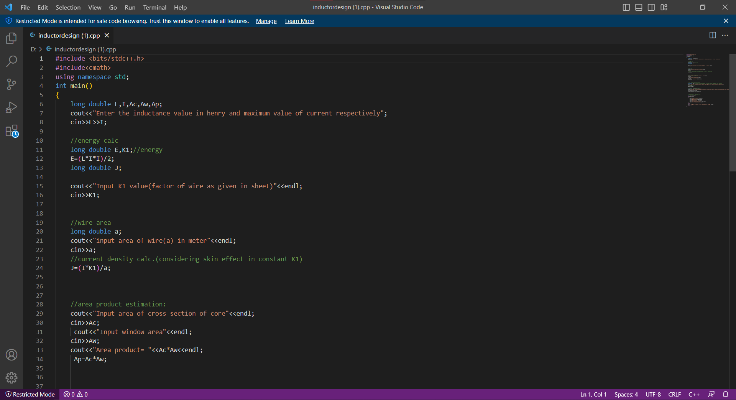 File Edit Selection View Go Run Terminal Help inductordesign (1).cpp - Visual Studio Code
Restricted Mode is intended for safe code browsing. Trust this window to enable all features. Manage Learn More
inductordesign (1).cpp
D: > inductordesign (1).cpp
1 #include <bits/stdc++.h>
2 #include<cmath>
3 using namespace std;
4 int main()
5 {
6 long double L,I,Ac,Aw,Ap;
7 cout<<"Enter the inductance value in henry and maximum value of current respectively";
8 cin>>L>>I;
9
10 //energy calc
11 long double E,K1;//energy
12 E=(L*I*I)/2;
13 long double J;
14
15 cout<<"Input K1 value(factor of wire as given in sheet)"<<endl;
16 cin>>K1;
17
18
19 //wire area
20 long double a;
21 cout<<"input area of wire(a) in meter"<<endl;
22 cin>>a;
23 //current density calc.(considering skin effect in constant K1)
24 J=(I*K1)/a;
25
26
27
28 //area product estimation:
29 cout<<"Input area of cross section of core"<<endl;
30 cin>>Ac;
31 cout<<"Input window area"<<endl;
32 cin>>Aw;
33 cout<<"Area product= "<<Ac*Aw<<endl;
34 Ap=Ac*Aw;
35
36
37
Restricted Mode 0 0 Ln 1, Col 1 Spaces: 4 UTF-8 CRLF C++